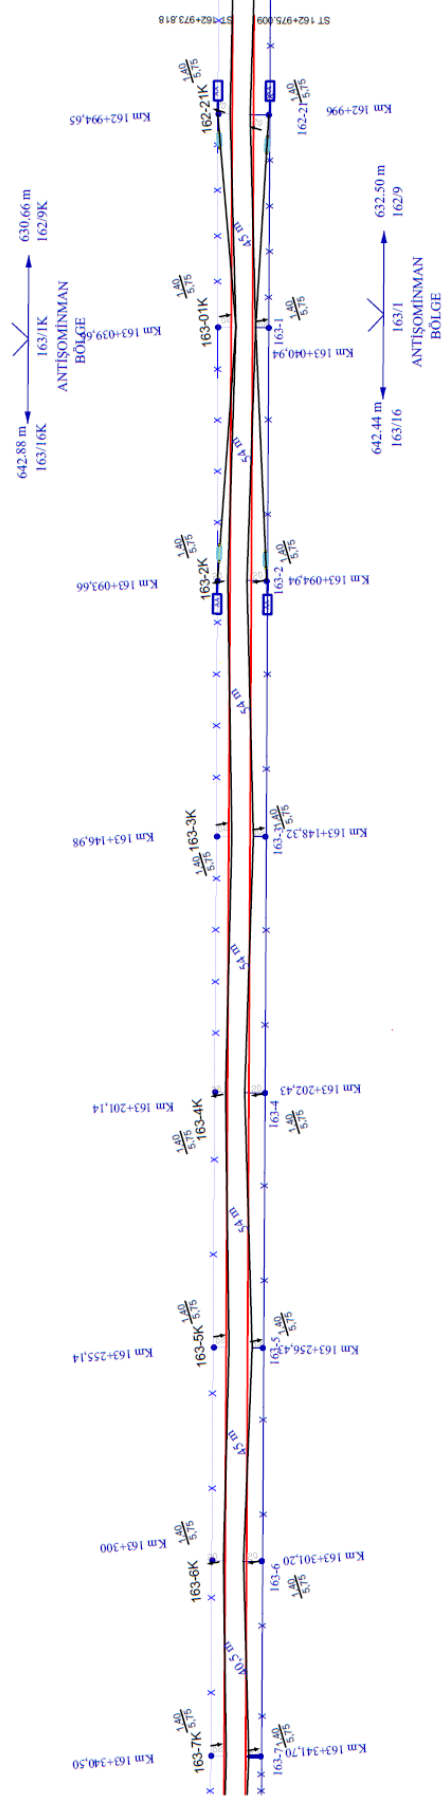 ST 162+973.818
ST 162+975.009
1,40
5,75
1,40
5,75
162-21K
162-21
Km 162+994,65
Km 162+996
630.66 m
162/9K
632.50 m
162/9
45 m
1,40
5,75
1,40
5,75
163/1K
ANTİŞOMİNMAN
BÖLGE
163-01K
163-1
Km 163+039,66
Km 163+040,94
163/1
ANTİŞOMİNMAN
BÖLGE
642.88 m
163/16K
642.44 m
163/16
54 m
1,40
5,75
1,40
5,75
163-2K
163-2
Km 163+093,66
Km 163+094,94
54 m
163-3K
163-3
1,40
5,75
1,40
5,75
Km 163+146,98
Km 163+148,32
54 m
Km 163+201,14
Km 163+202,43
20
20
163-4K
163-4
1,40
5,75
1,40
5,75
54 m
1,40
5,75
1,40
5,75
163-5K
163-5
Km 163+255,14
Km 163+256,43
45 m
1,40
5,75
Km 163+300
Km 163+301,20
20
20
163-6K
163-6
1,40
5,75
40,5 m
1,40
5,75
1,40
5,75
163-7K
163-7
Km 163+340,50
Km 163+341,70